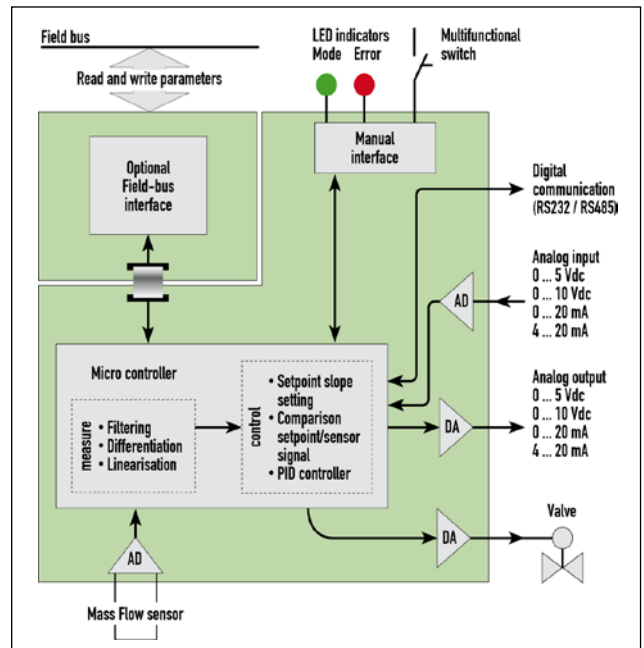 Field bus
Read and write parameters
LED indicators
Mode Error
Multifunctional
switch
Optional
Field-bus
interface
Manual
interface
Digital
communication
(RS232 / RS485)
Analog input
0 ... 5 Vdc
0 ... 10 Vdc
0 ... 20 mA
4 ... 20 mA
AD
Micro controller
measure
• Filtering
• Differentiation
• Linearisation
control
• Setpoint slope
setting
• Comparison
setpoint/sensor
signal
• PID controller
Analog output
0 ... 5 Vdc
0 ... 10 Vdc
0 ... 20 mA
4 ... 20 mA
DA
Valve
DA
AD
Mass Flow sensor